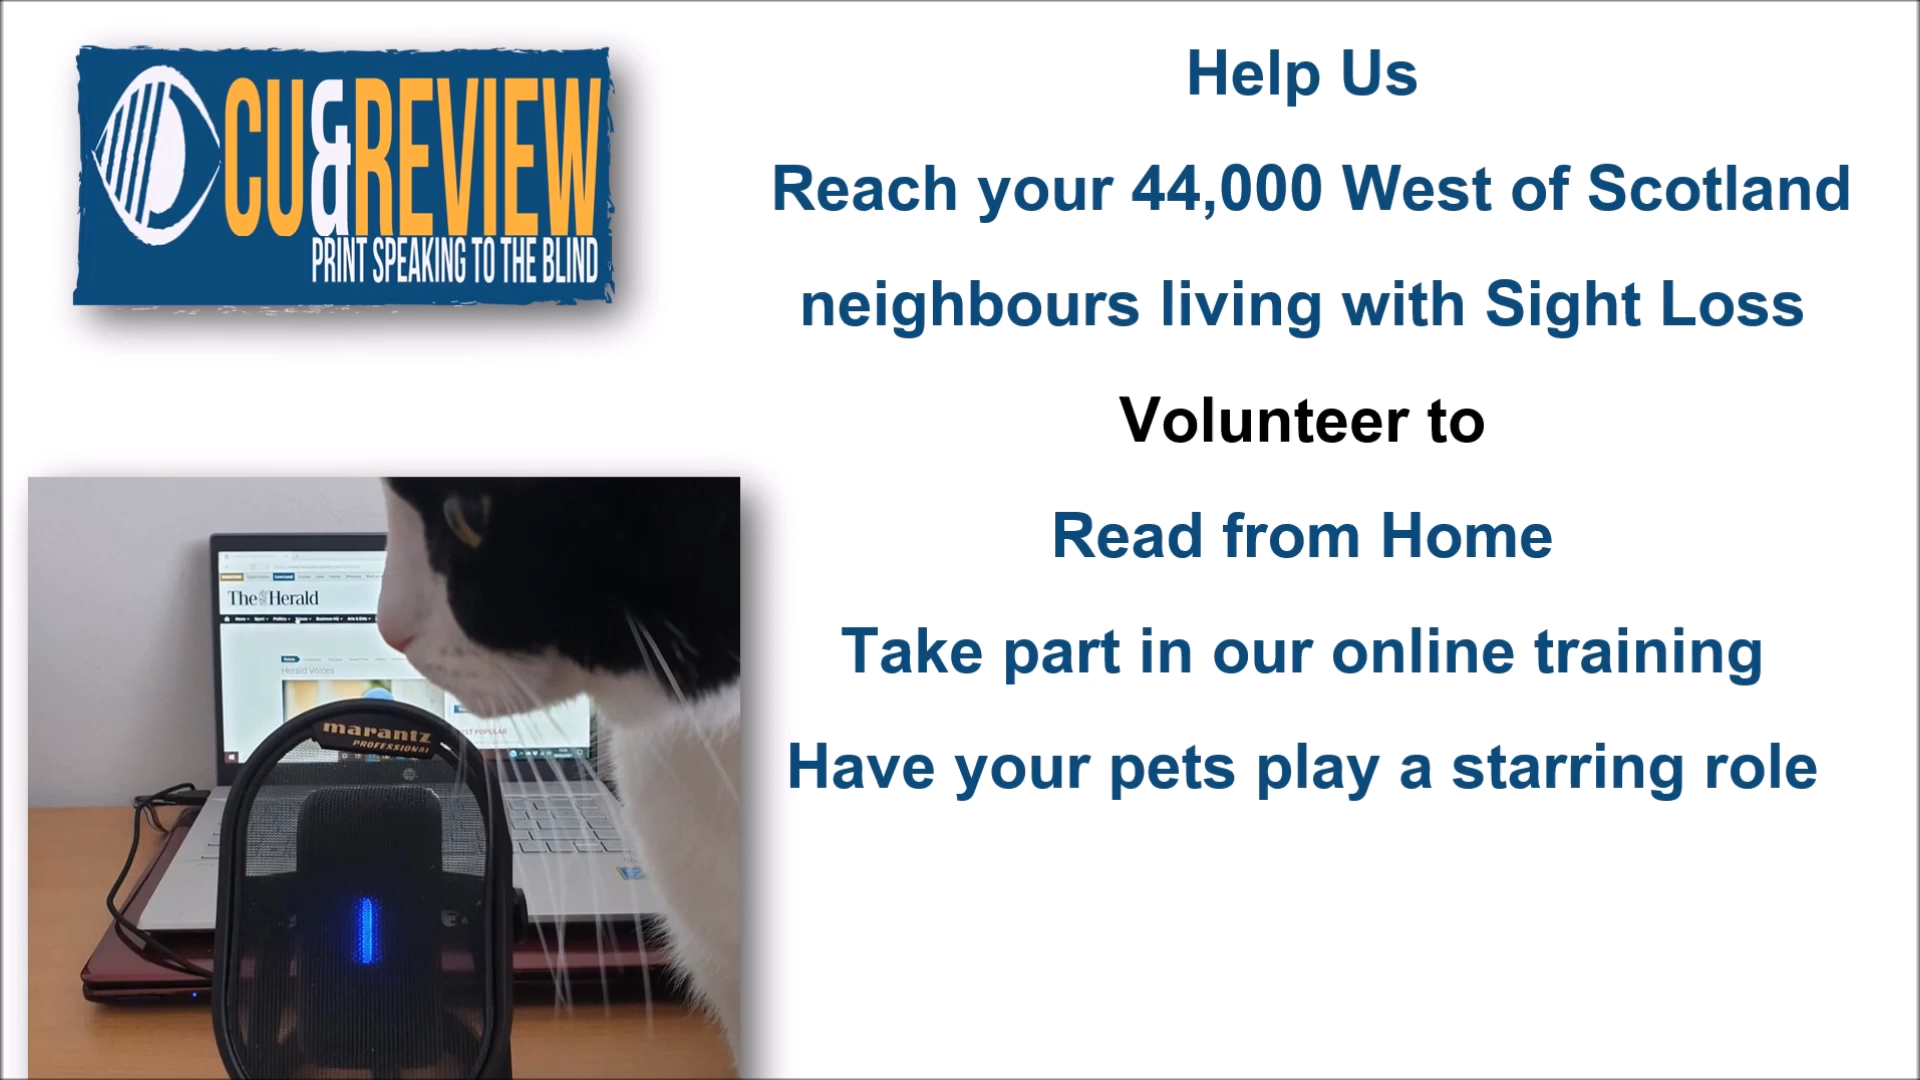 CU&REVIEW
PRINT SPEAKING TO THE BLIND
Help Us
Reach your 44,000 West of Scotland
neighbours living with Sight Loss
Volunteer to
Read from Home
Take part in our online training
Have your pets play a starring role
The Herald
Herald Voices
marantz
PROFESSIONAL